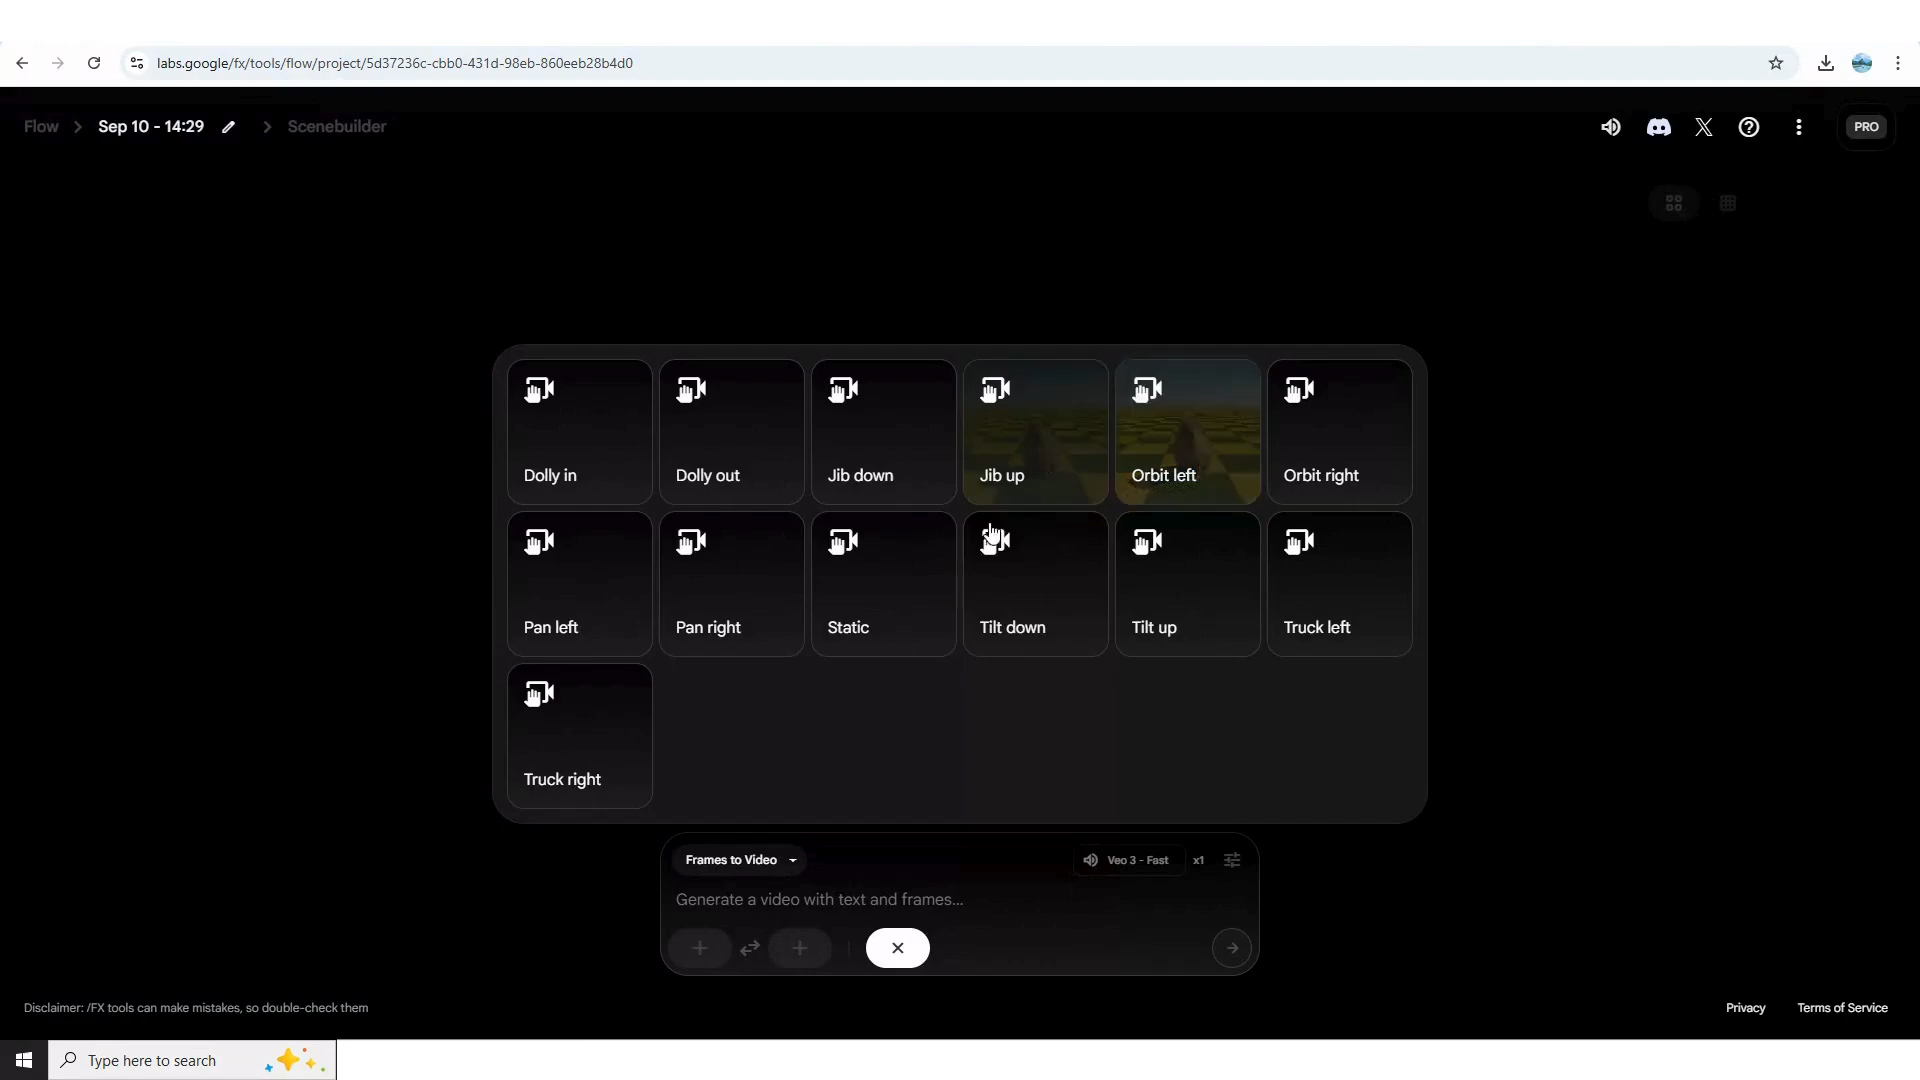 labs.google/fx/tools/flow/project/5d37236c-cbb0-431d-98eb-860eeb28b4d0
Flow > Sep 10 - 14:29 > Scenebuilder
PRO
Dolly in
Dolly out
Jib down
Jib up
Orbit left
Orbit right
Pan left
Pan right
Static
Tilt down
Tilt up
Truck left
Truck right
Frames to Video
Veo 3 - Fast
x1
Generate a video with text and frames...
Disclaimer: /FX tools can make mistakes, so double-check them
Privacy
Terms of Service
Type here to search